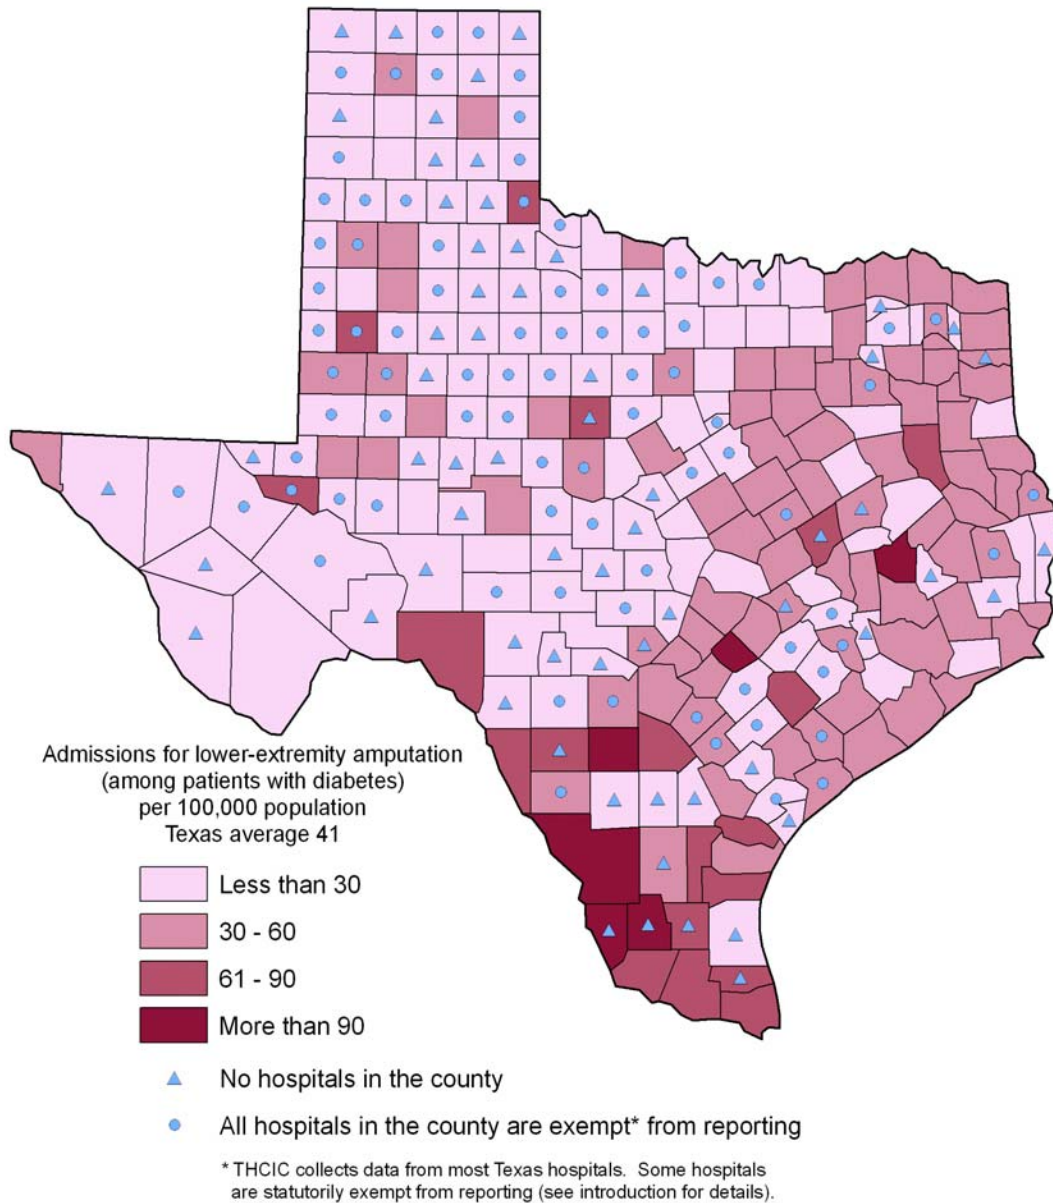 Admissions for lower-extremity amputation
(among patients with diabetes)
per 100,000 population
Texas average 41
Less than 30
30 - 60
61 - 90
More than 90
No hospitals in the county
All hospitals in the county are exempt* from reporting
* THCIC collects data from most Texas hospitals. Some hospitals
are statutorily exempt from reporting (see introduction for details).